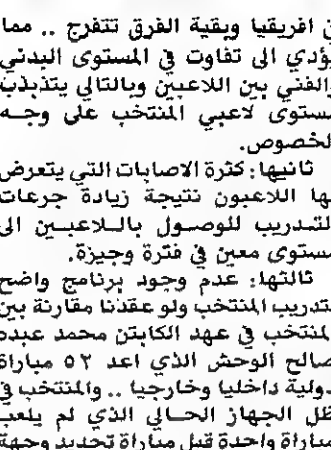 ن افريقيا وبقية الفرق تتفرج .. مما
يؤدي الى تفاوت في المستوى البدني
والفني بين اللاعبين وبالتالي يتذبذب
مستوى لاعبي المنتخب على وجه
الخصوص.
ثانيها: كثرة الاصابات التي يتعرض
لها اللاعبون نتيجة زيادة جرعات
التدريب للوصول باللاعبين الى
مستوى معين في فترة وجيزة.
ثالثها: عدم وجود برنامج واضح
لتدريب المنتخب ولو عقدنا مقارنة بين
المنتخب في عهد الكابتن محمد عبده
صالح الوحش الذي اعد ٥٢ مباراة
دولية داخليا وخارجيا .. والمنتخب في
ظل الجهاز الحالي الذي لم يلعب
مباراة واحدة قبل مباراة تحديد وجهة